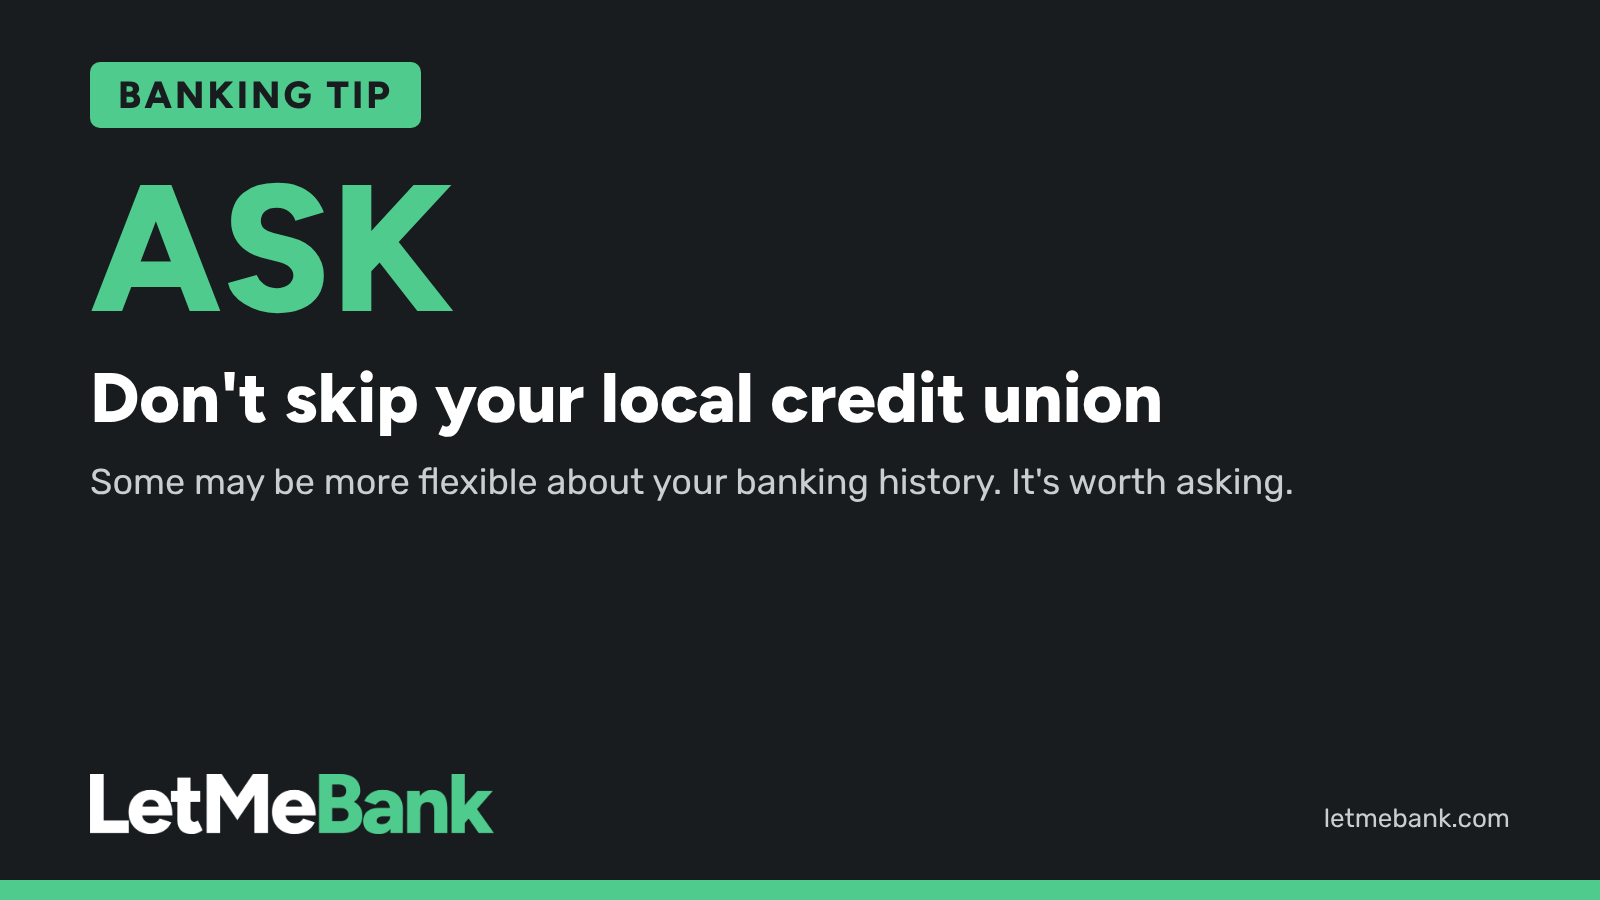 BANKING TIP
ASK
Don't skip your local credit union
Some may be more flexible about your banking history. It's worth asking.
LetMeBank
letmebank.com